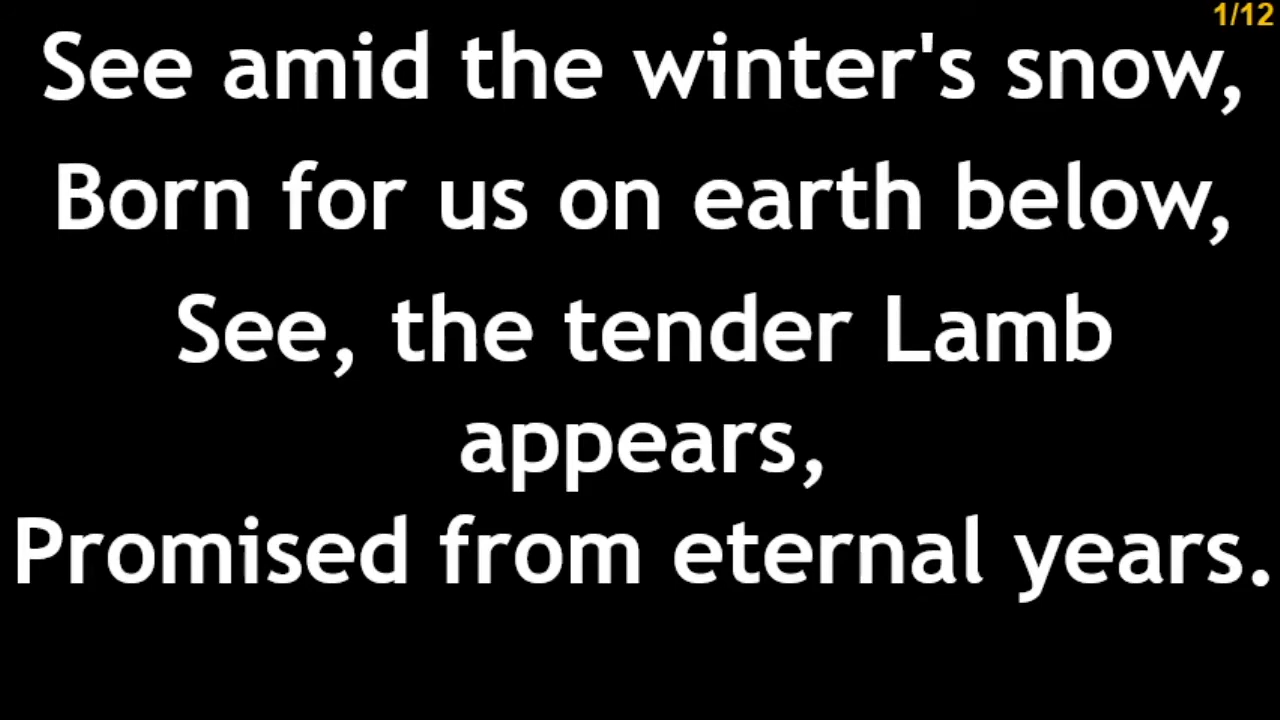 1/12
See amid the winter's snow,
Born for us on earth below,
See, the tender Lamb
appears,
Promised from eternal years.